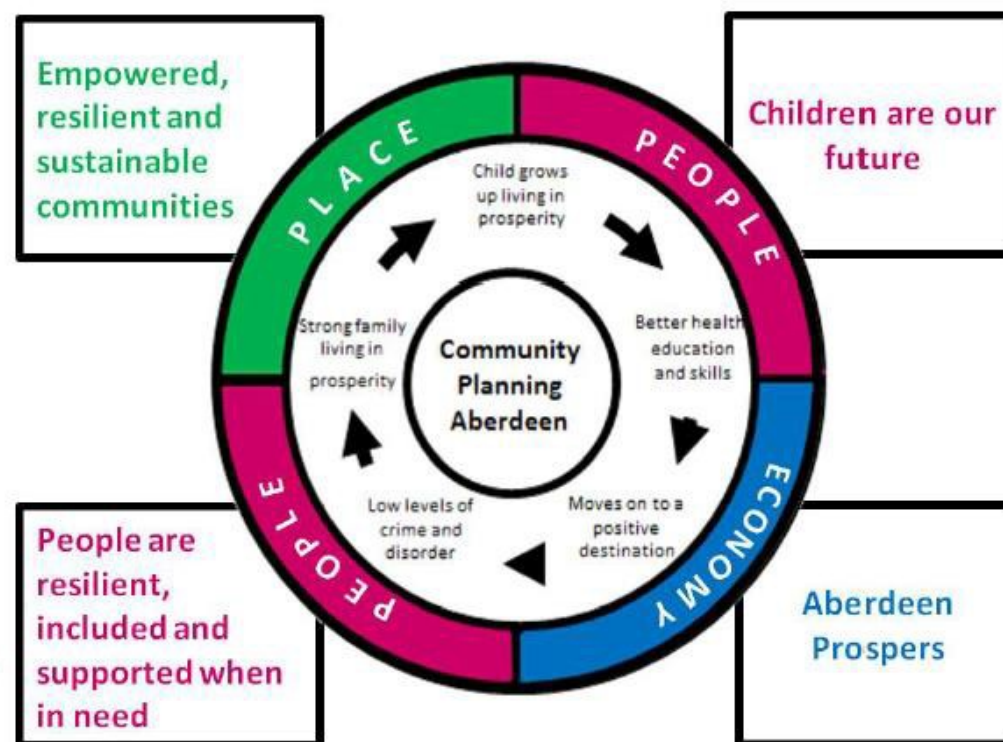 Empowered,
resilient and
sustainable
communities
Children are our
future
PLACE
PEOPLE
Child grows
up living in
prosperity
Strong family
living in
prosperity
Better health
education
and skills
Community
Planning
Aberdeen
Low levels of
crime and
disorder
Moves on to a
positive
destination
PEOPLE
ECONOMY
People are
resilient,
included and
supported when
in need
Aberdeen
Prospers